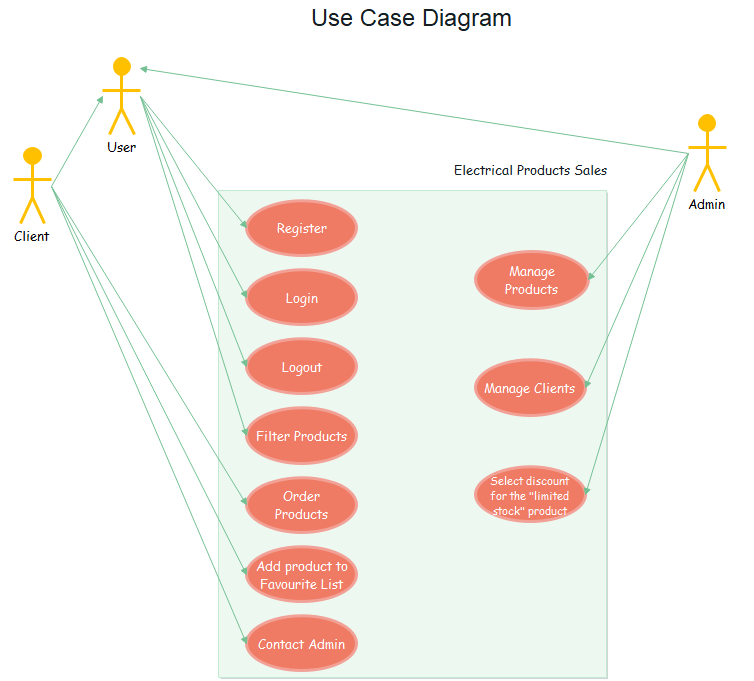 Use Case Diagram
User
Client
Admin
Electrical Products Sales
Register
Login
Logout
Filter Products
Order
Products
Add product to
Favourite List
Contact Admin
Manage
Products
Manage Clients
Select discount
for the "limited
stock" product